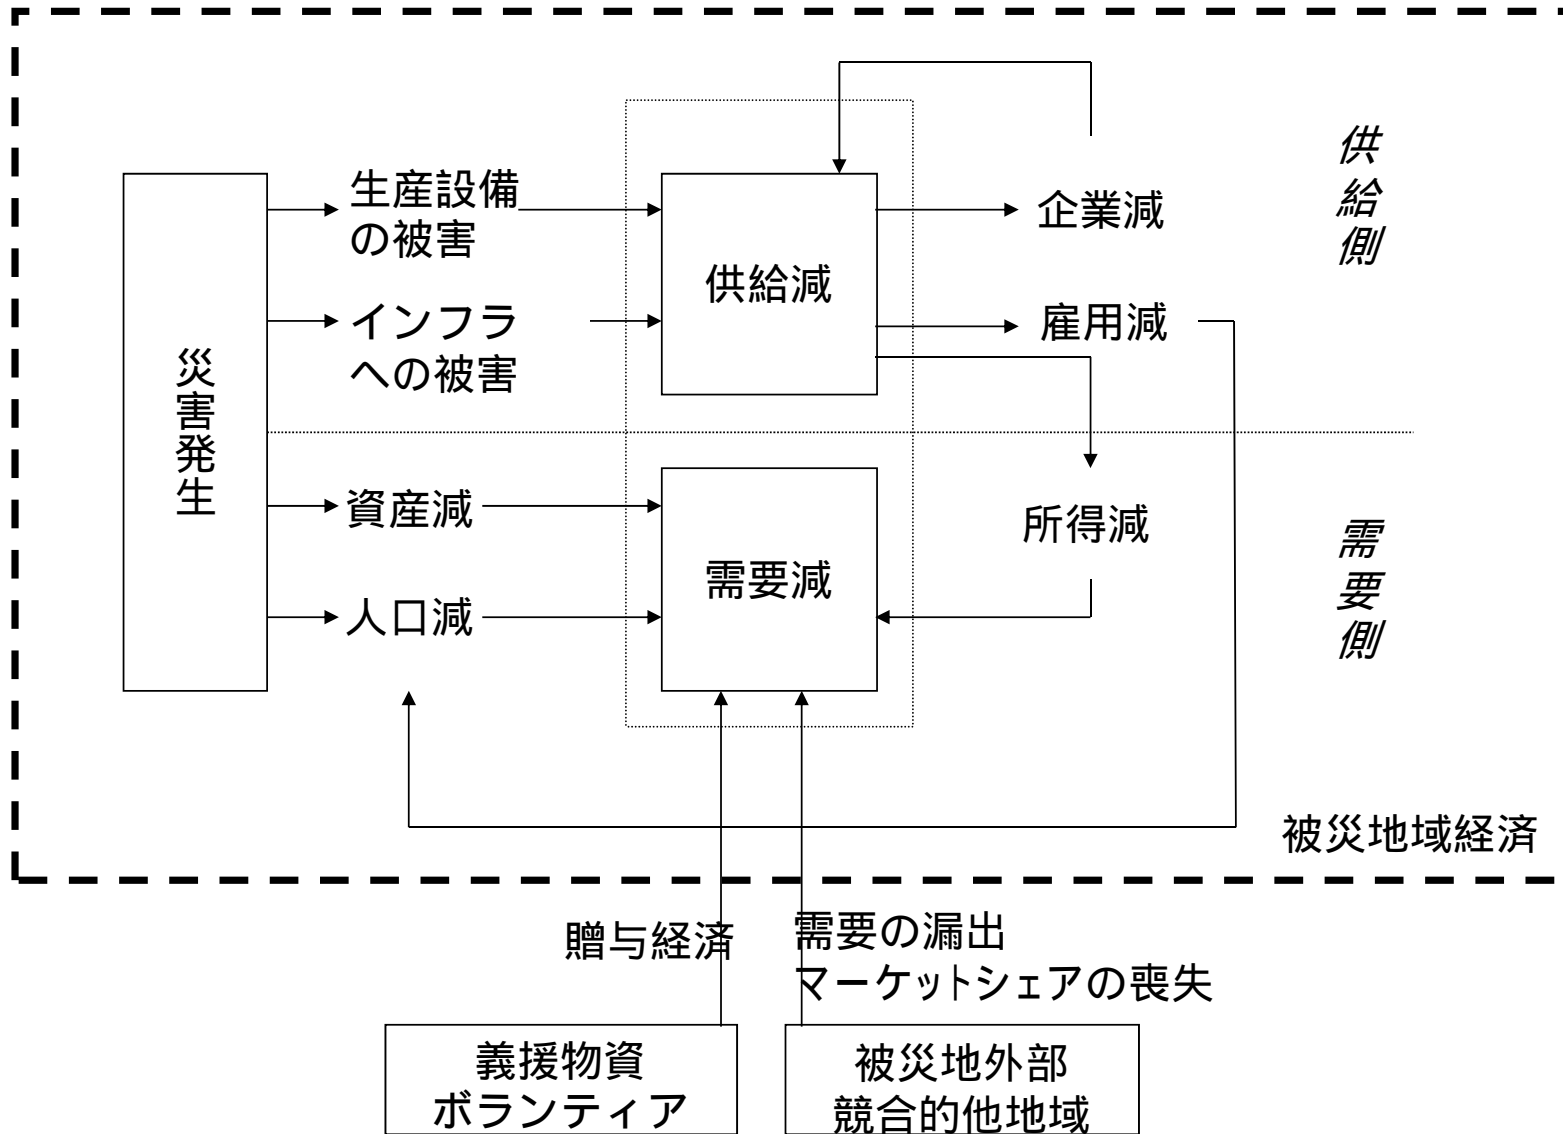 生産設備
の被害
インフラ
への被害
災害発生
資産減
人口減
供給減
需要減
企業減
雇用減
所得減
供給側
需要側
被災地域経済
贈与経済
需要の漏出
マーケットシェアの喪失
義援物資
ボランティア
被災地外部
競合的他地域